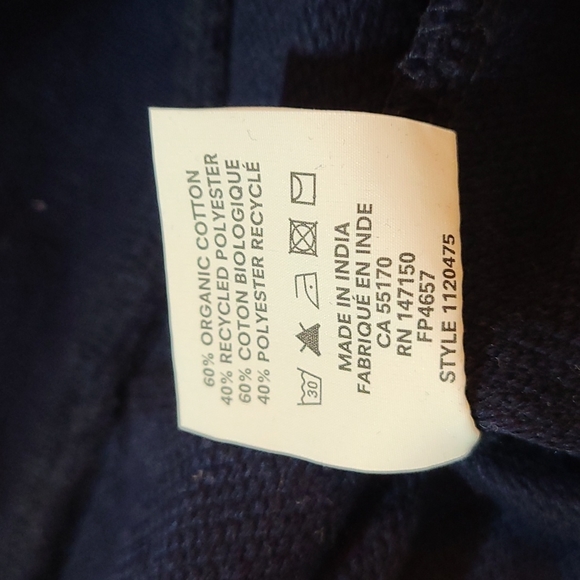 60% ORGANIC COTTON
40% RECYCLED POLYESTER
60% COTON BIOLOGIQUE
40% POLYESTER RECYCLÉ
30
MADE IN INDIA
FABRIQUÉ EN INDE
CA 55170
RN 147150
FP4657
STYLE 1120475